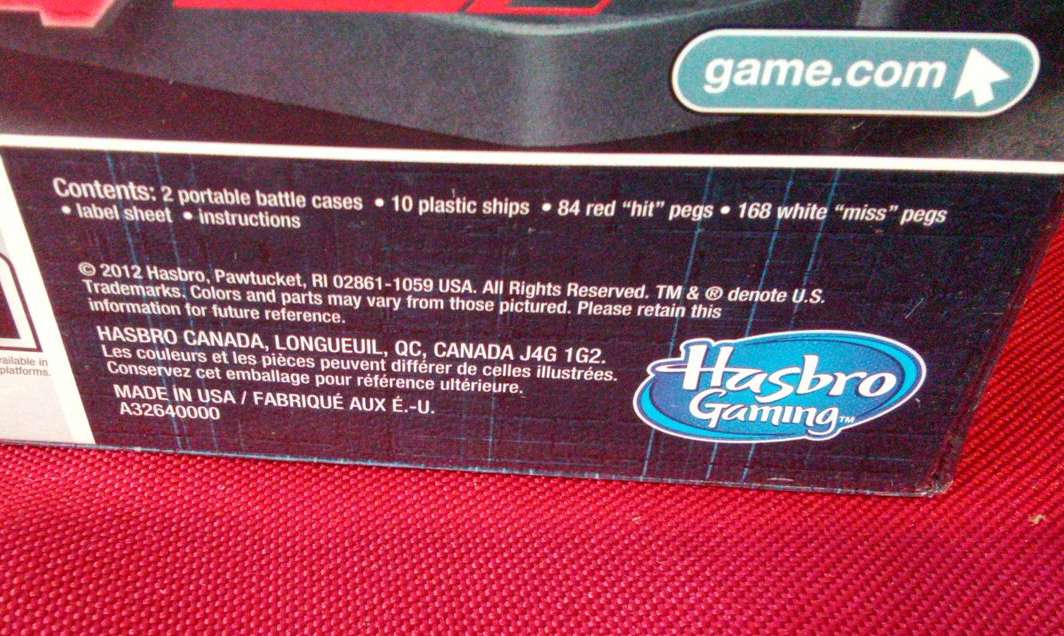 game.com
Contents: 2 portable battle cases • 10 plastic ships • 84 red “hit” pegs • 168 white “miss” pegs
• label sheet • instructions
© 2012 Hasbro, Pawtucket, RI 02861-1059 USA. All Rights Reserved. TM & ® denote U.S.
Trademarks. Colors and parts may vary from those pictured. Please retain this
information for future reference.
HASBRO CANADA, LONGUEUIL, QC, CANADA J4G 1G2.
Les couleurs et les pièces peuvent différer de celles illustrées.
Conservez cet emballage pour référence ultérieure.
MADE IN USA / FABRIQUÉ AUX É.-U.
A32640000
Hasbro
Gaming™
available in
platforms.